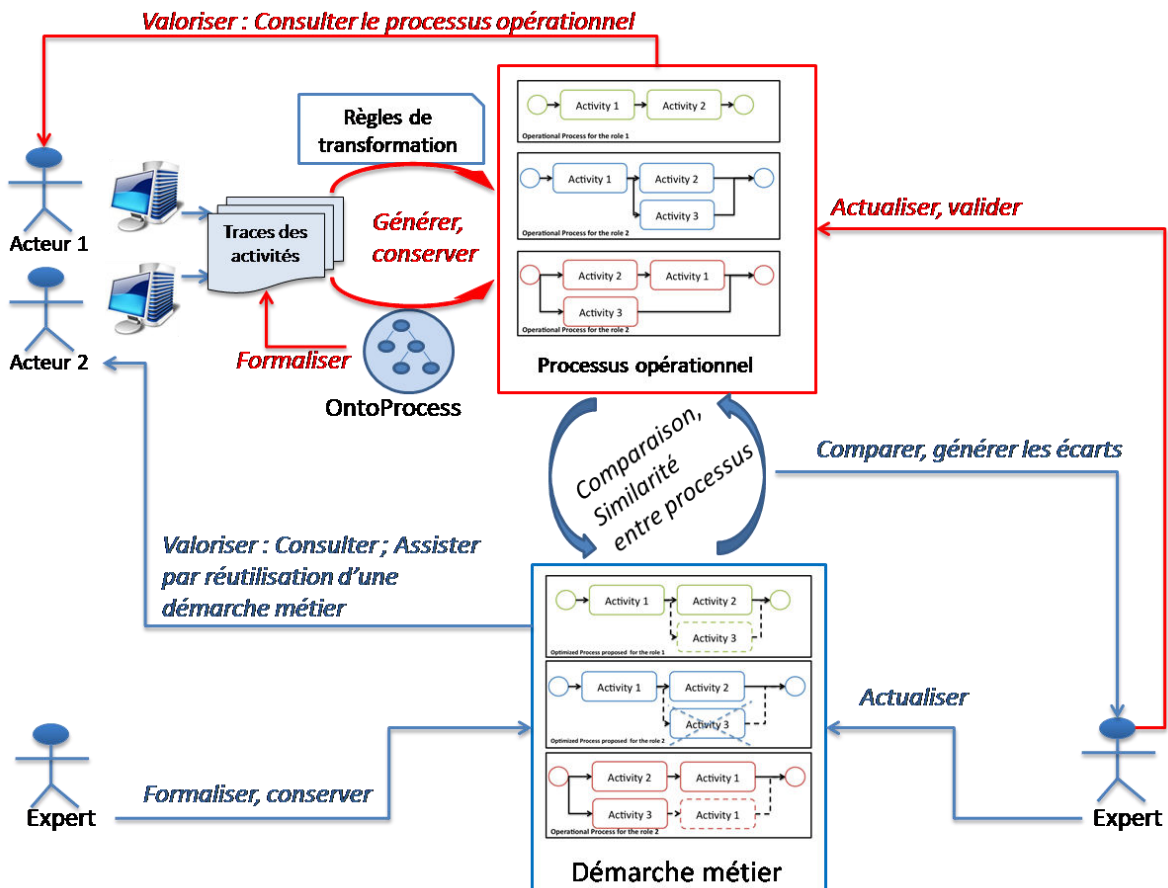 Valoriser : Consulter le processus opérationnel
Règles de
transformation
Activity 1
Activity 2
Operational Process for the role 1
Activity 1
Activity 2
Activity 3
Operational Process for the role 2
Activity 2
Activity 1
Activity 3
Operational Process for the role 2
Processus opérationnel
Acteur 1
Traces des
activités
Générer,
conserver
Actualiser, valider
Acteur 2
Formaliser
OntoProcess
Comparaison,
Similarité
entre processus
Comparer, générer les écarts
Valoriser : Consulter ; Assister
par réutilisation d’une
démarche métier
Activity 1
Activity 2
Activity 3
Optimized Process proposed for the role 1
Activity 1
Activity 2
Activity 3
Optimized Process proposed for the role 2
Activity 2
Activity 1
Activity 3
Activity 1
Operational Process for the role 2
Démarche métier
Actualiser
Formaliser, conserver
Expert
Expert